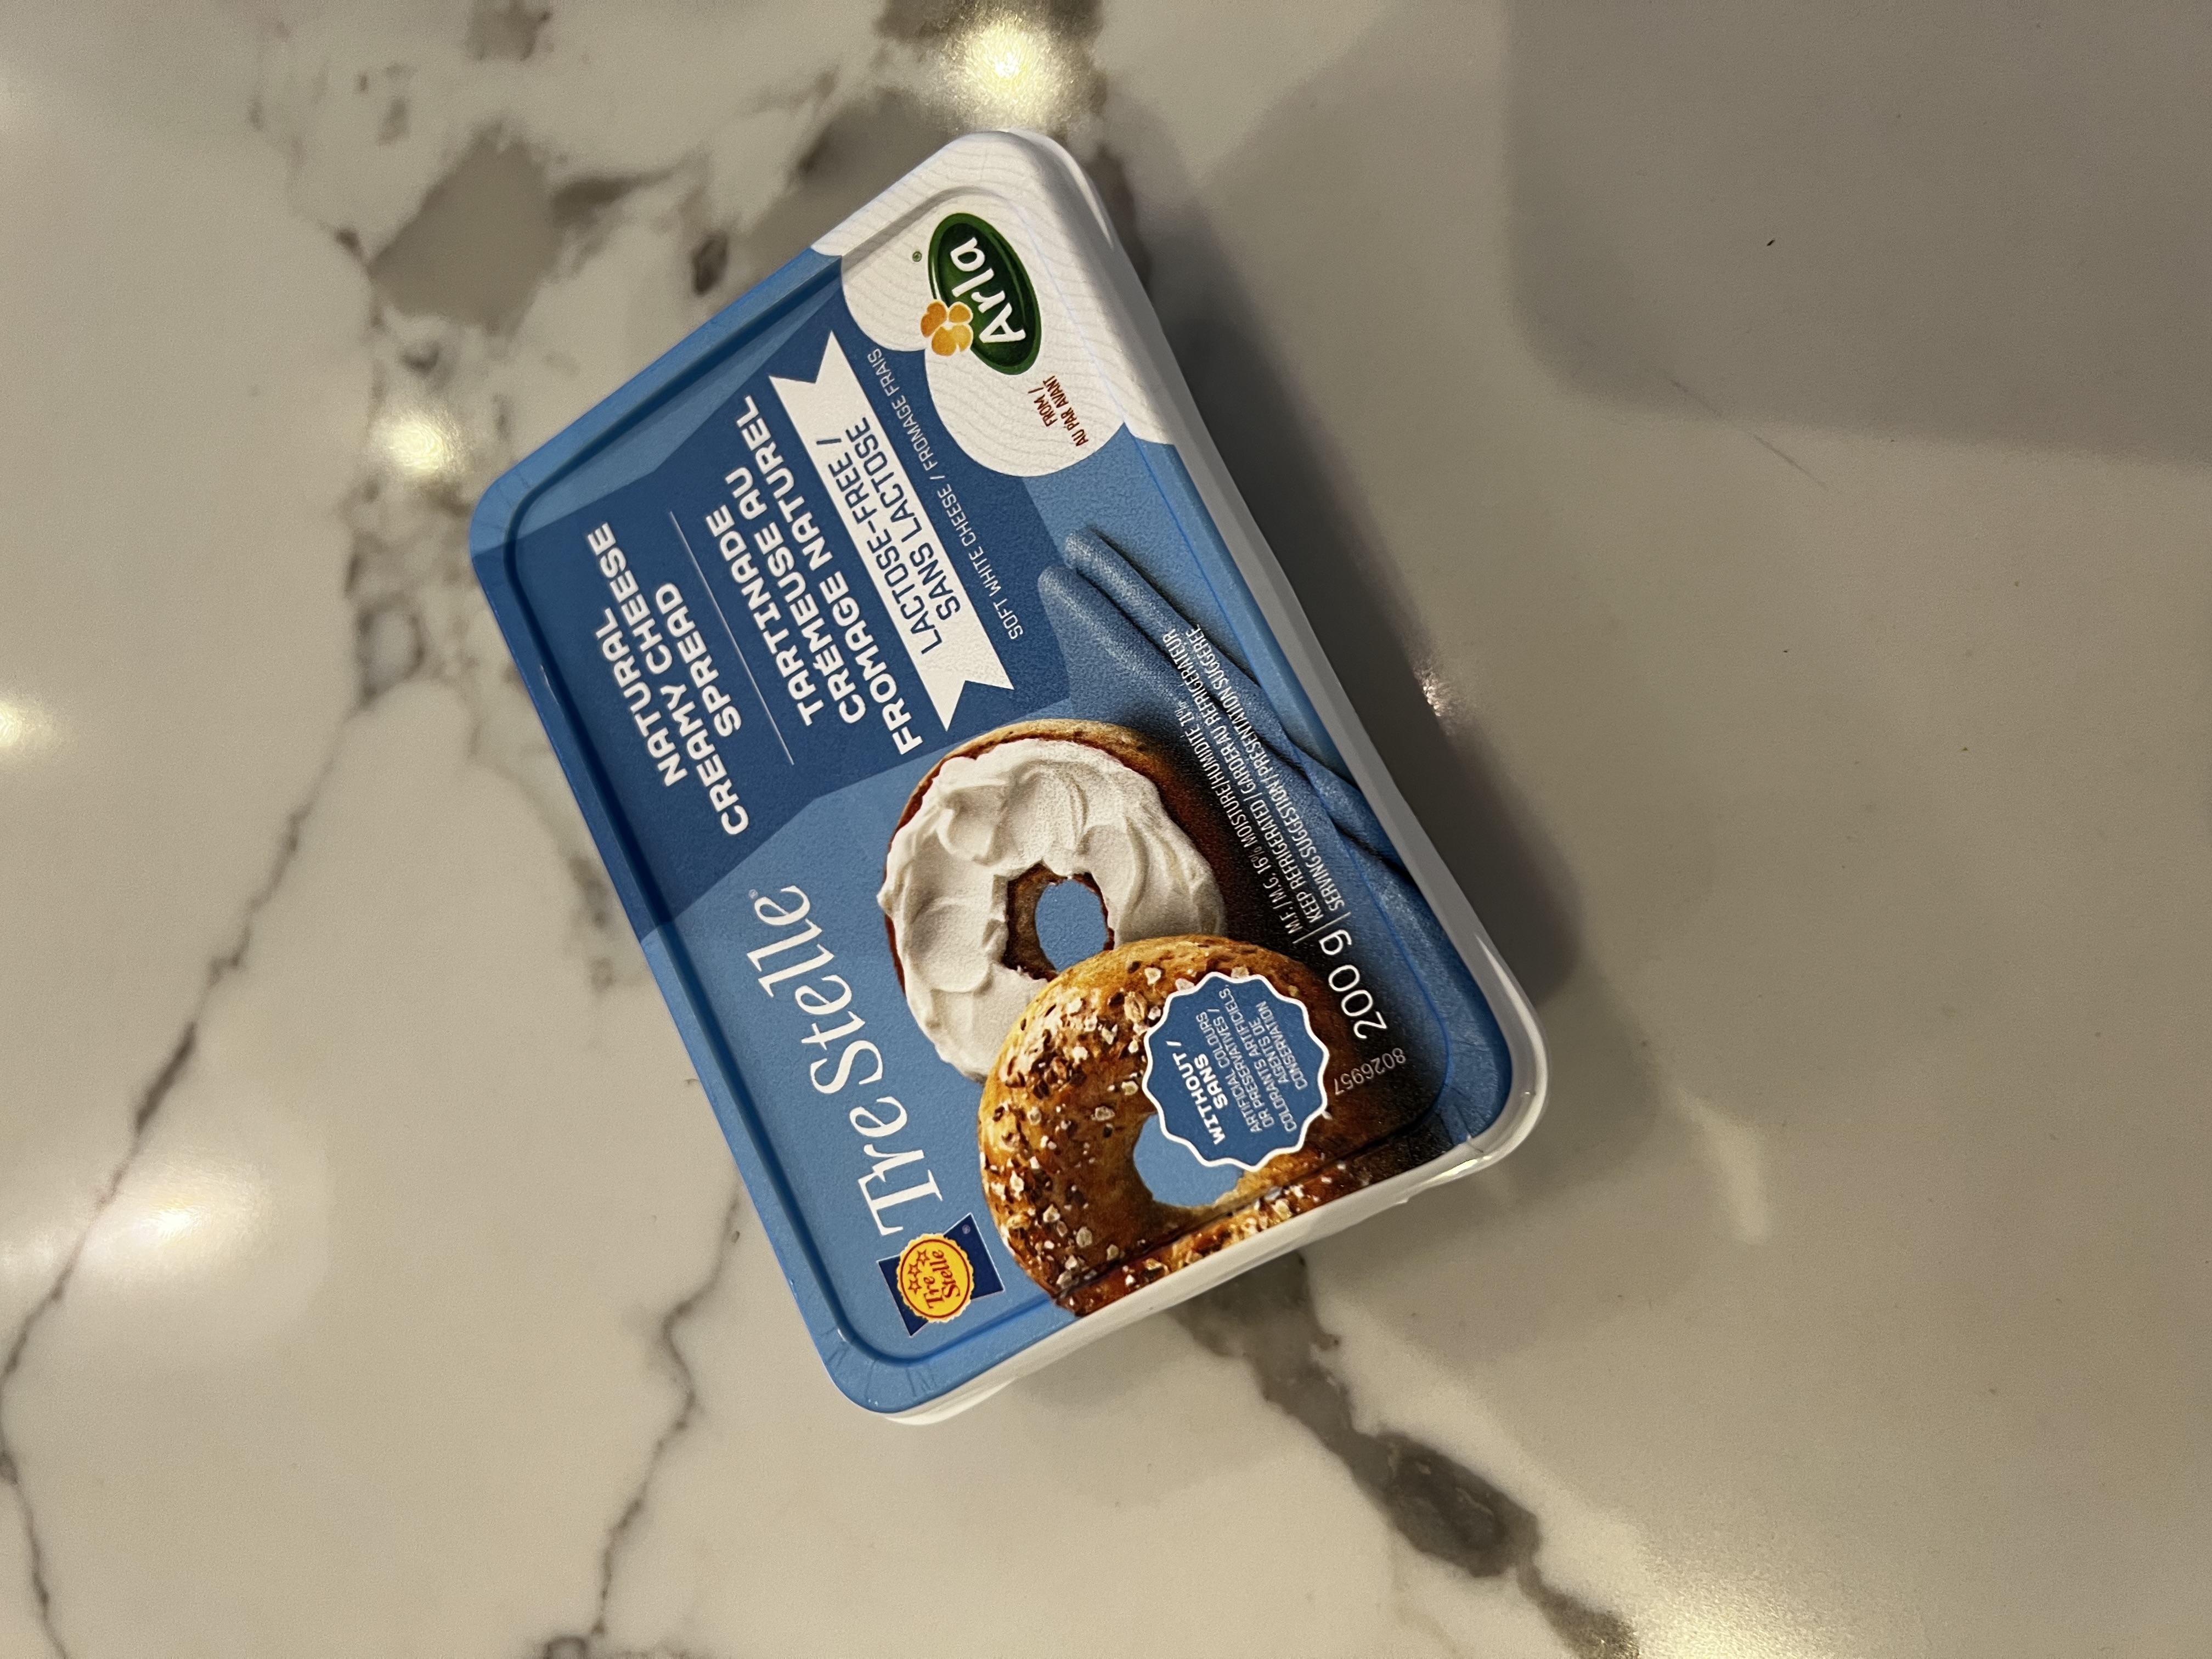 NATURAL
CREAMY CHEESE
SPREAD
TARTINADE
CRÉMEUSE AU
FROMAGE NATUREL
LACTOSE-FREE /
SANS LACTOSE
SOFT WHITE CHEESE / FROMAGE FRAIS
Tre Stelle®
Tre
Stelle
®
Arla
®
FROM /
AU PAR AVANT
WITHOUT /
SANS
ARTIFICIAL COLOURS
OR PRESERVATIVES /
COLORANTS ARTIFICIELS,
AGENTS DE
CONSERVATION
M.F. / M.G. 16% MOISTURE/HUMIDITÉ 71%
KEEP REFRIGERATED / GARDER AU RÉFRIGÉRATEUR
SERVING SUGGESTION / PRÉSENTATION SUGGÉRÉE
200 g
8026957